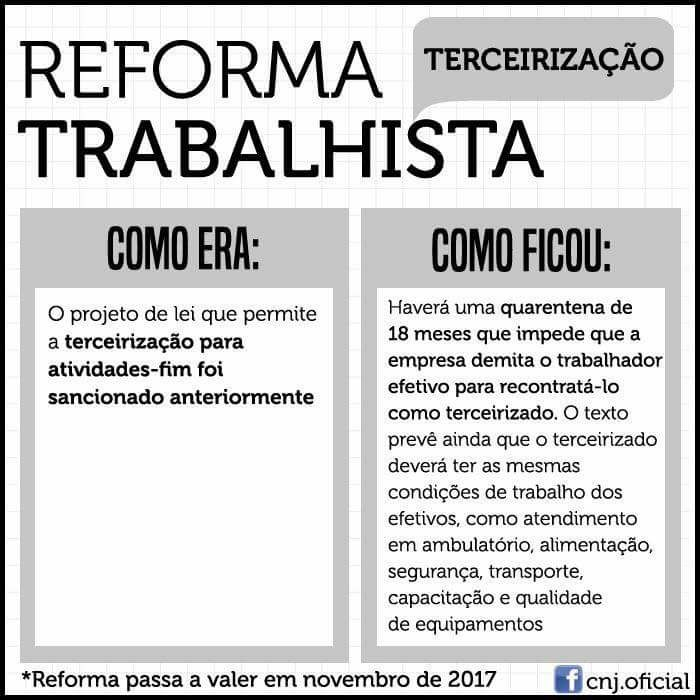 REFORMA
TERCEIRIZAÇÃO
TRABALHISTA
COMO ERA:
O projeto de lei que permite
a terceirização para
atividades-fim foi
sancionado anteriormente
COMO FICOU:
Haverá uma quarentena de
18 meses que impede que a
empresa demita o trabalhador
efetivo para recontratá-lo
como terceirizado. O texto
prevê ainda que o terceirizado
deverá ter as mesmas
condições de trabalho dos
efetivos, como atendimento
em ambulatório, alimentação,
segurança, transporte,
capacitação e qualidade
de equipamentos
*Reforma passa a valer em novembro de 2017
f cnj.oficial